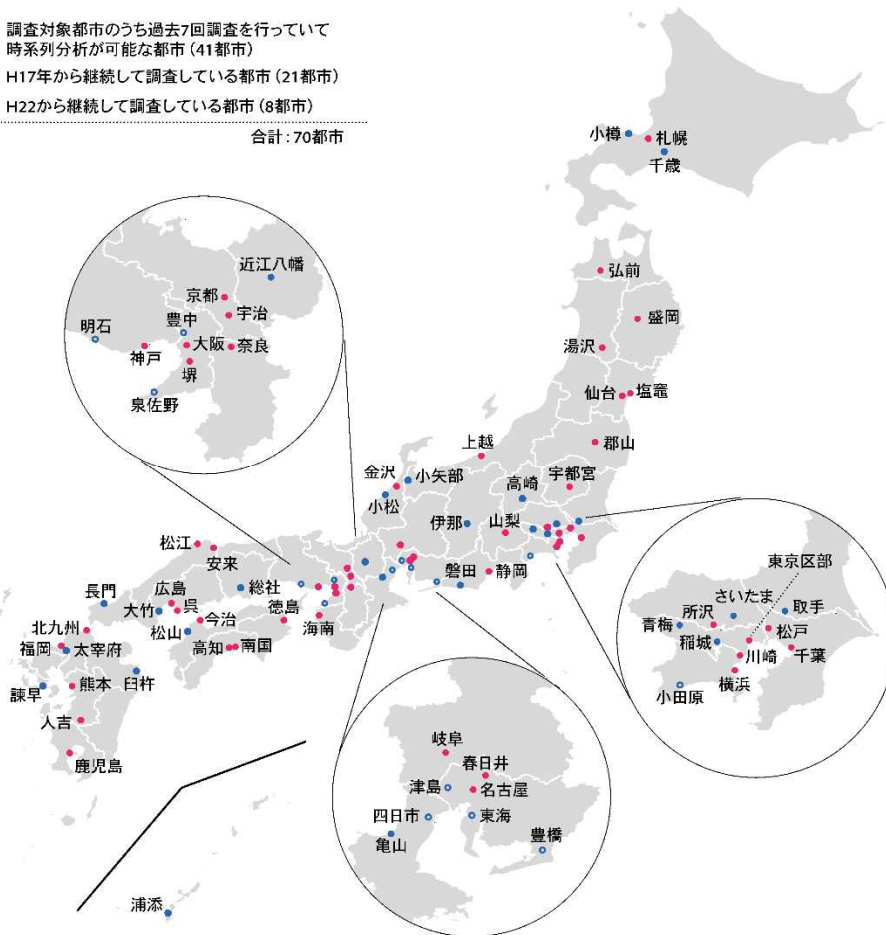 調査対象都市のうち過去7回調査を行っていて
時系列分析が可能な都市（41都市）
H17年から継続して調査している都市（21都市）
H22から継続して調査している都市（8都市）
合計：70都市
小樽
札幌
千歳
弘前
盛岡
湯沢
仙台
塩竈
郡山
上越
宇都宮
金沢
小矢部
小松
高崎
伊那
山梨
磐田
静岡
近江八幡
京都
宇治
豊中
明石
大阪
奈良
神戸
堺
泉佐野
松江
安来
長門
広島
総社
大竹
呉
今治
徳島
海南
北九州
松山
高知
南国
福岡
太宰府
諫早
熊本
臼杵
人吉
鹿児島
東京区部
さいたま
所沢
取手
青梅
松戸
稲城
川崎
千葉
横浜
小田原
岐阜
春日井
津島
名古屋
四日市
東海
亀山
豊橋
浦添